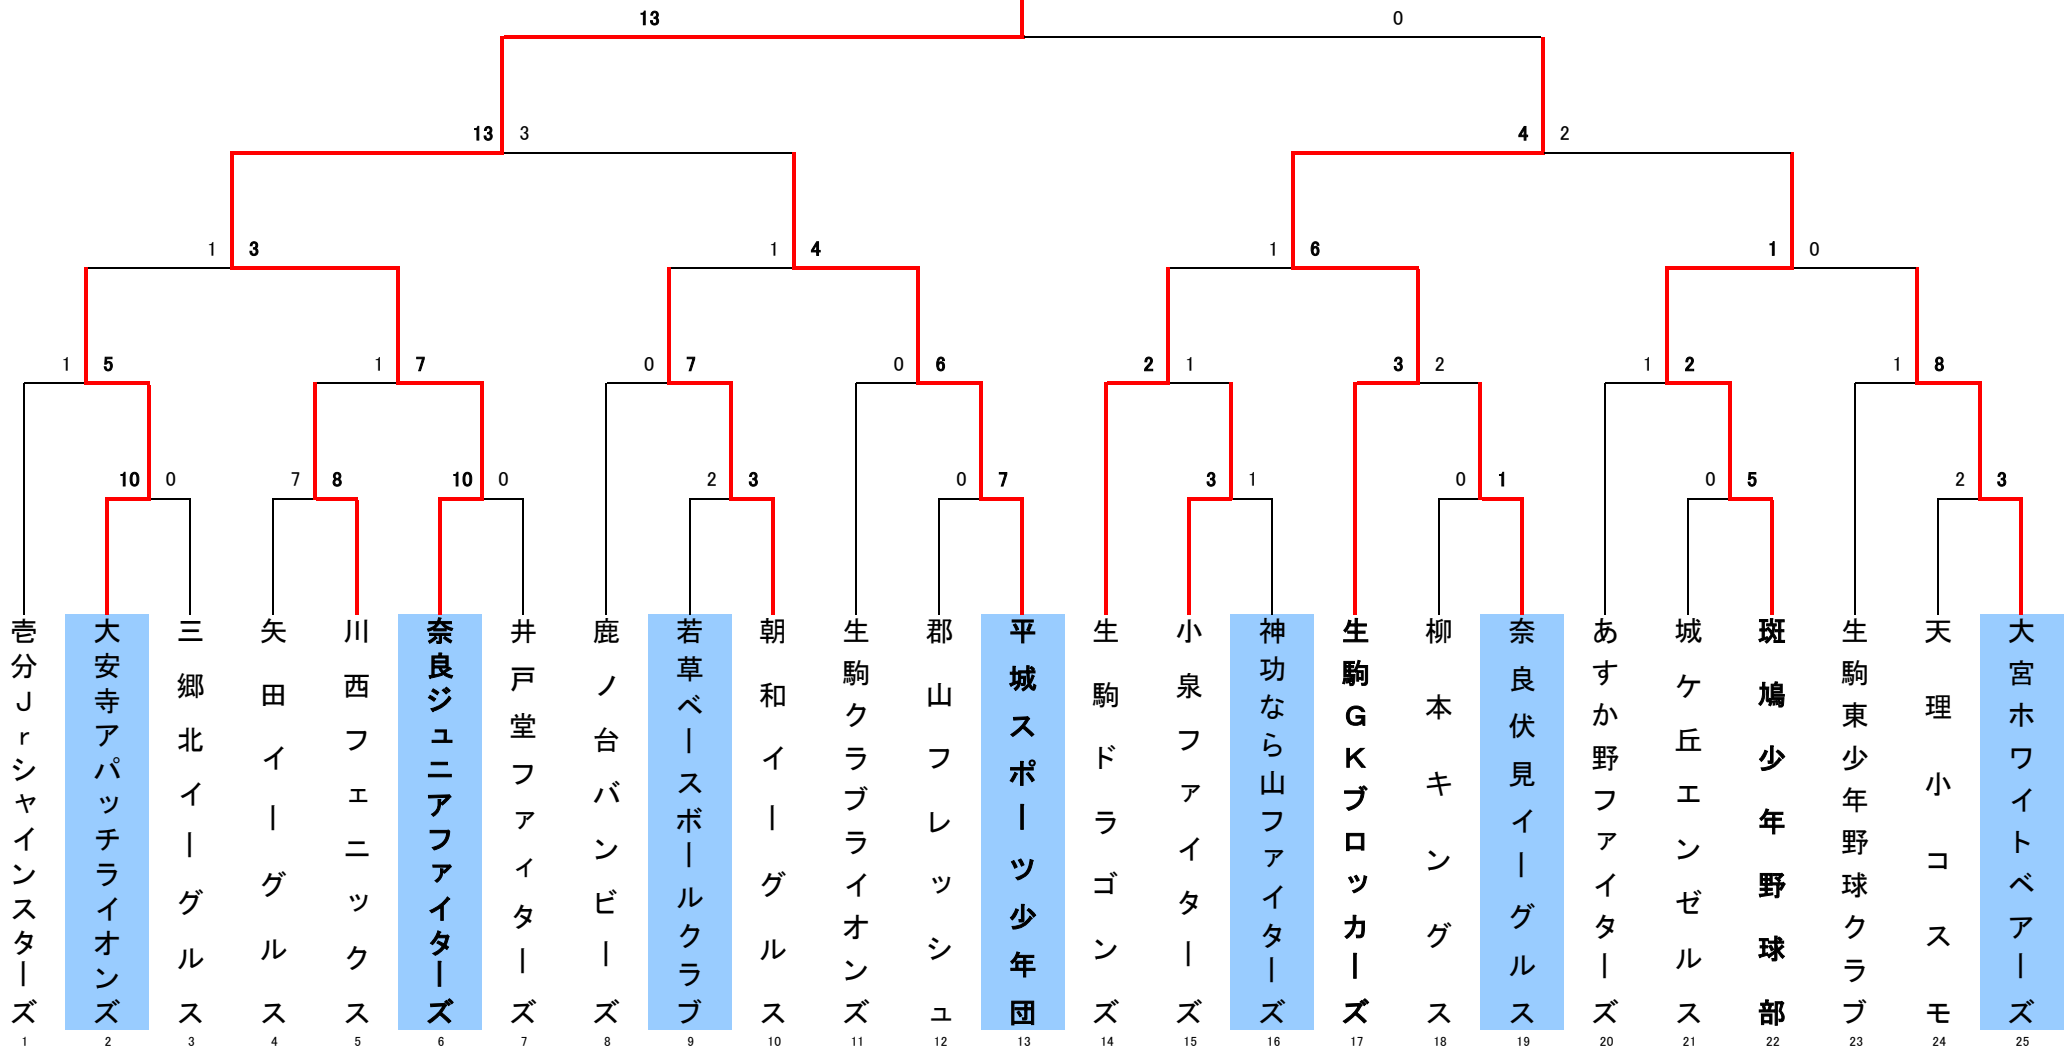 13 0
13 3 4 2
1 3 1 4 1 6 1 0
1 5 1 7 0 7 0 6 2 1 3 2 1 2 1 8
10 0 7 8 10 0 2 3 0 7 3 1 0 1 0 5 2 3
壱分Jrシャインスターズ
大安寺アパッチライオンズ
三郷北イーグルス
矢田イーグルス
川西フェニックス
奈良ジュニアファイターズ
井戸堂ファイターズ
鹿ノ台バンビーズ
若草ベースボールクラブ
朝和イーグルス
生駒クラブライオンズ
郡山フレッシュ
平城スポーツ少年団
生駒ドラゴンズ
小泉ファイターズ
神功なら山ファイターズ
生駒GKブロッカーズ
柳本キングス
奈良伏見イーグルス
あすか野ファイターズ
城ケ丘エンゼルス
斑鳩少年野球部
生駒東少年野球クラブ
天理小コスモ
大宮ホワイトベアーズ
1 2 3 4 5 6 7 8 9 10 11 12 13 14 15 16 17 18 19 20 21 22 23 24 25